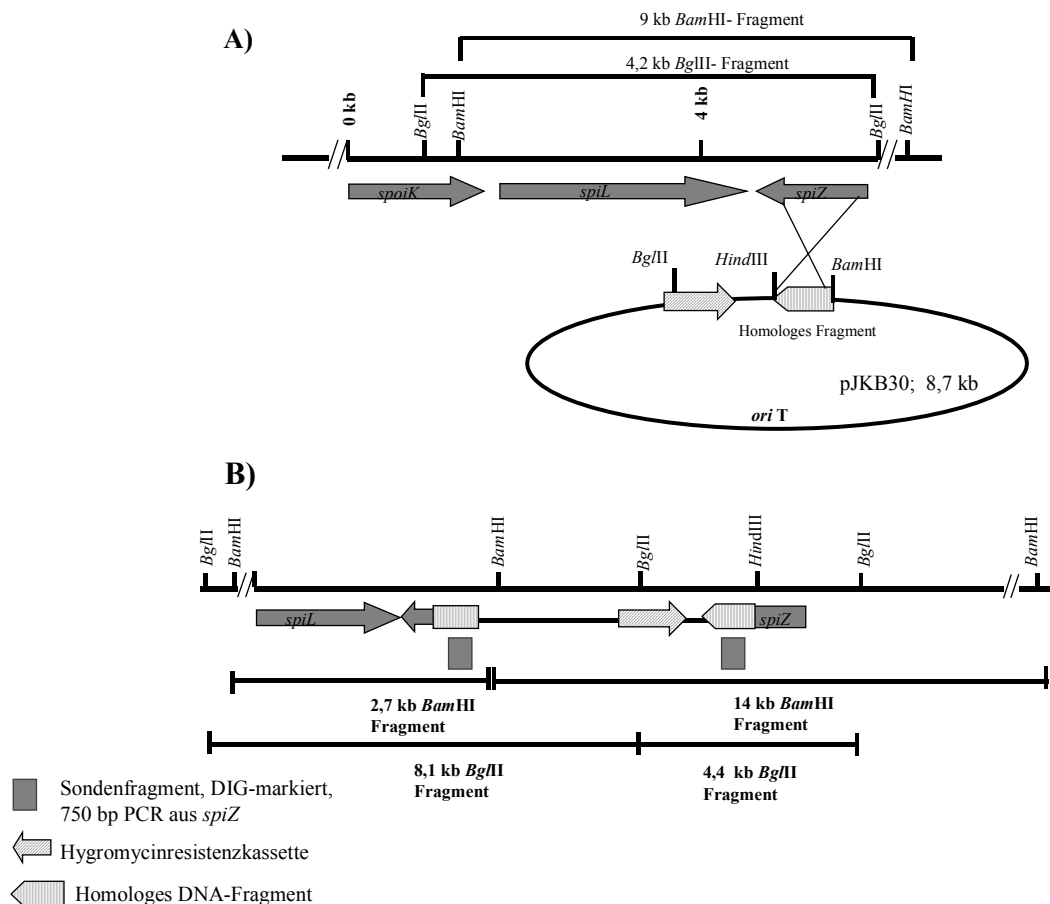 A)
9 kb BamHI- Fragment
4,2 kb BglII- Fragment
0 kb
BglII
BamHI
4 kb
BglII
BamHI
spoiK
spiL
spiZ
BglII
HindIII
BamHI
Homologes Fragment
pJKB30; 8,7 kb
ori T
B)
BglII
BamHI
BamHI
BglII
HindIII
BglII
BamHI
spiL
spiZ
2,7 kb BamHI
Fragment
14 kb BamHI
Fragment
8,1 kb BglII
Fragment
4,4 kb BglII
Fragment
Sondenfragment, DIG-markiert,
750 bp PCR aus spiZ
Hygromycinresistenzkassette
Homologes DNA-Fragment